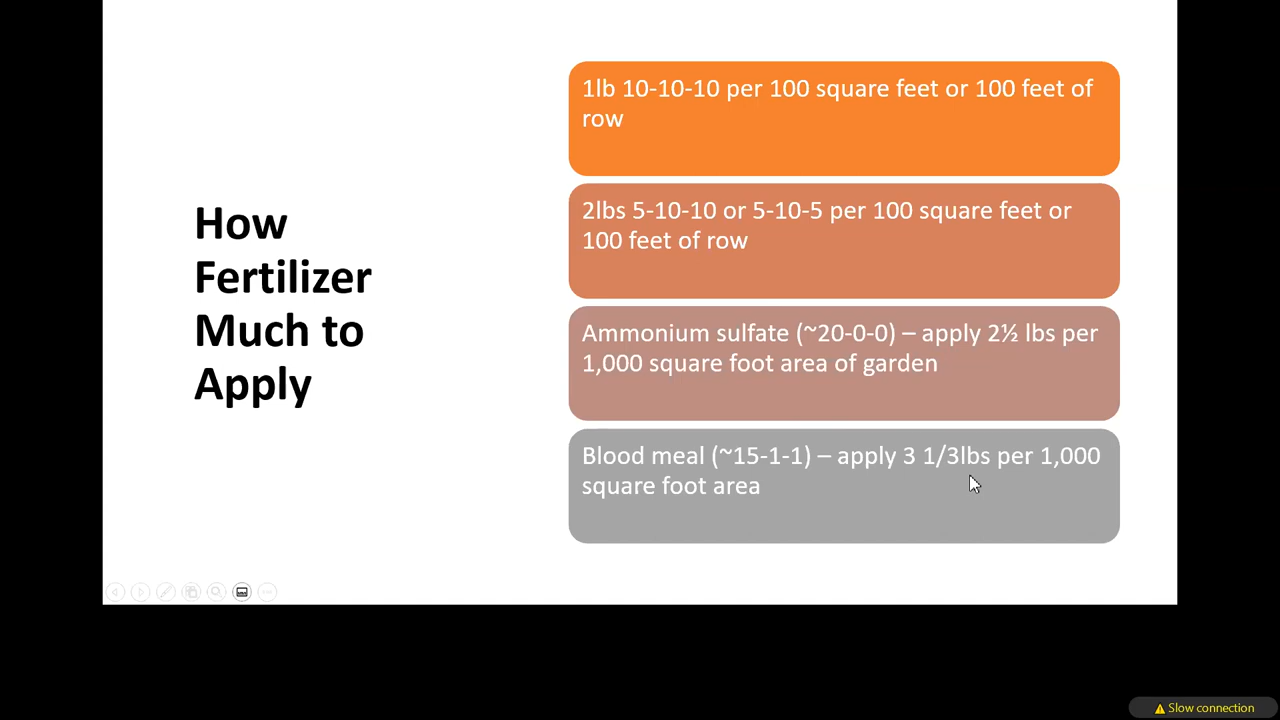 How
Fertilizer
Much to
Apply
1lb 10-10-10 per 100 square feet or 100 feet of
row
2lbs 5-10-10 or 5-10-5 per 100 square feet or
100 feet of row
Ammonium sulfate (~20-0-0) – apply 2½ lbs per
1,000 square foot area of garden
Blood meal (~15-1-1) – apply 3 1/3lbs per 1,000
square foot area
Slow connection